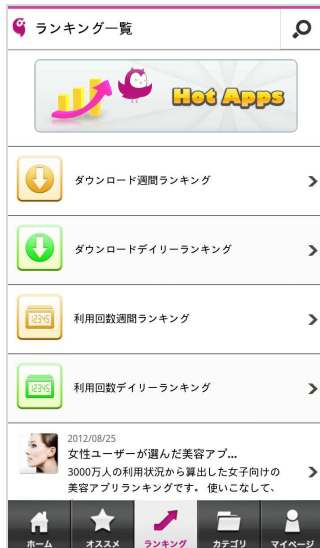 ランキング一覧
Hot Apps
ダウンロード週間ランキング
ダウンロードデイリーランキング
12345
利用回数週間ランキング
12345
利用回数デイリーランキング
2012/08/25
女性ユーザーが選んだ美容アプ...
3000万人の利用状況から算出した女子向けの
美容アプリランキングです。 使いこなして、
ホーム オススメ ランキング カテゴリ マイページ